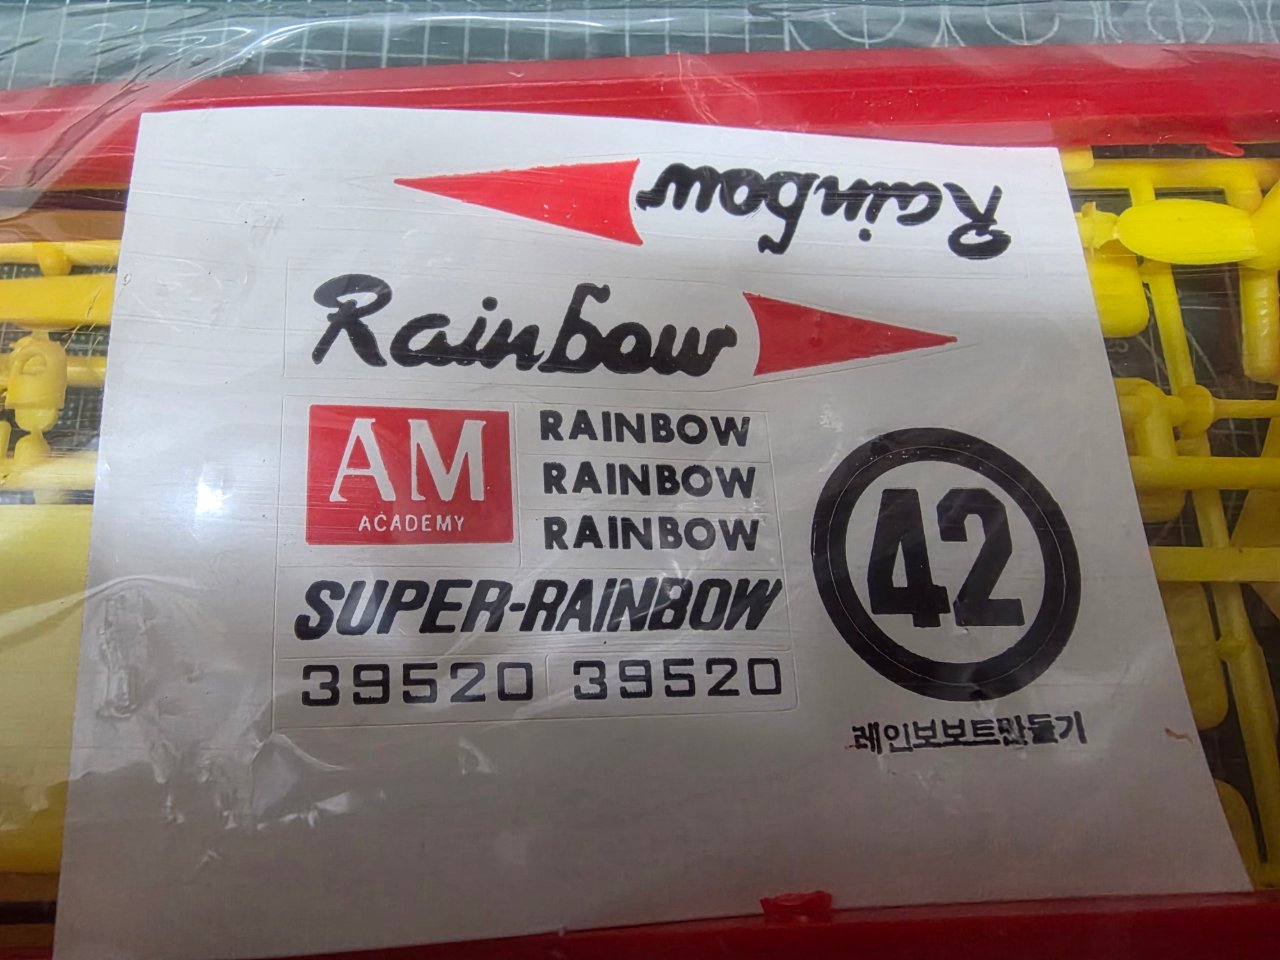 Rainbow
Rainbow
AM
ACADEMY
RAINBOW
RAINBOW
RAINBOW
SUPER-RAINBOW
39520 39520
42
레인보보트만들기